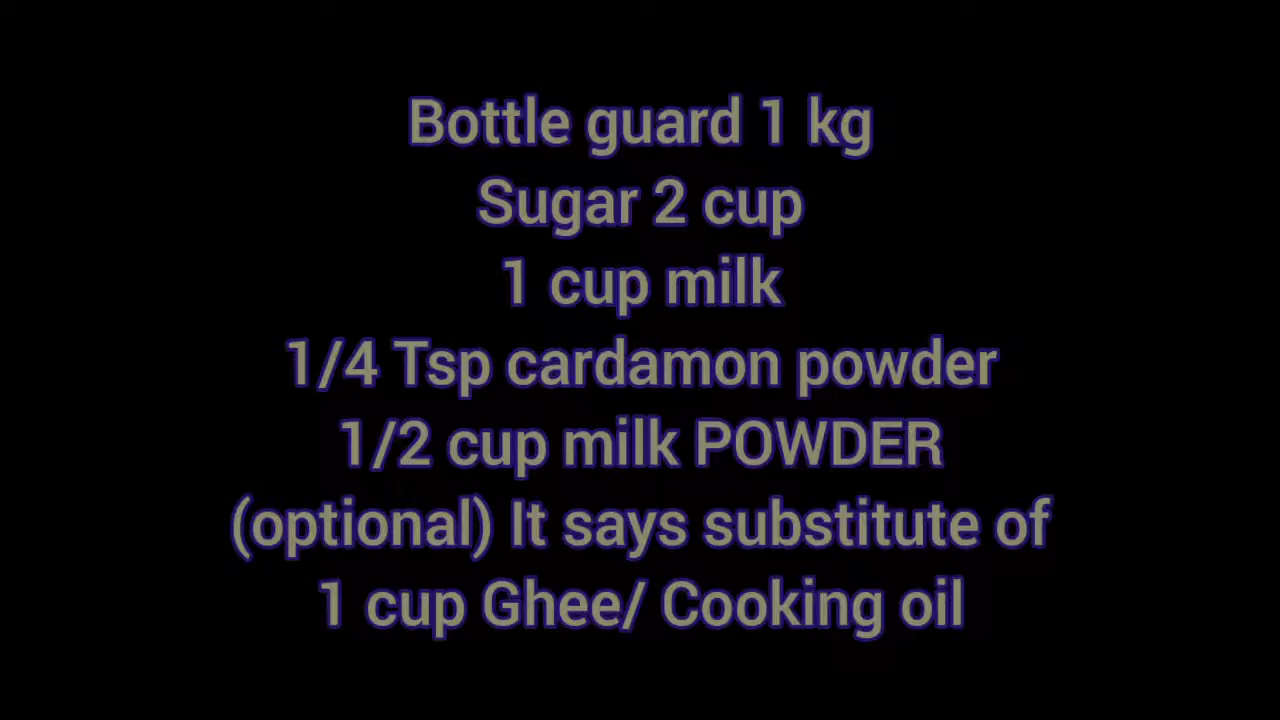 Bottle guard 1 kg
Sugar 2 cup
1 cup milk
1/4 Tsp cardamon powder
1/2 cup milk POWDER
(optional) It says substitute of
1 cup Ghee/ Cooking oil